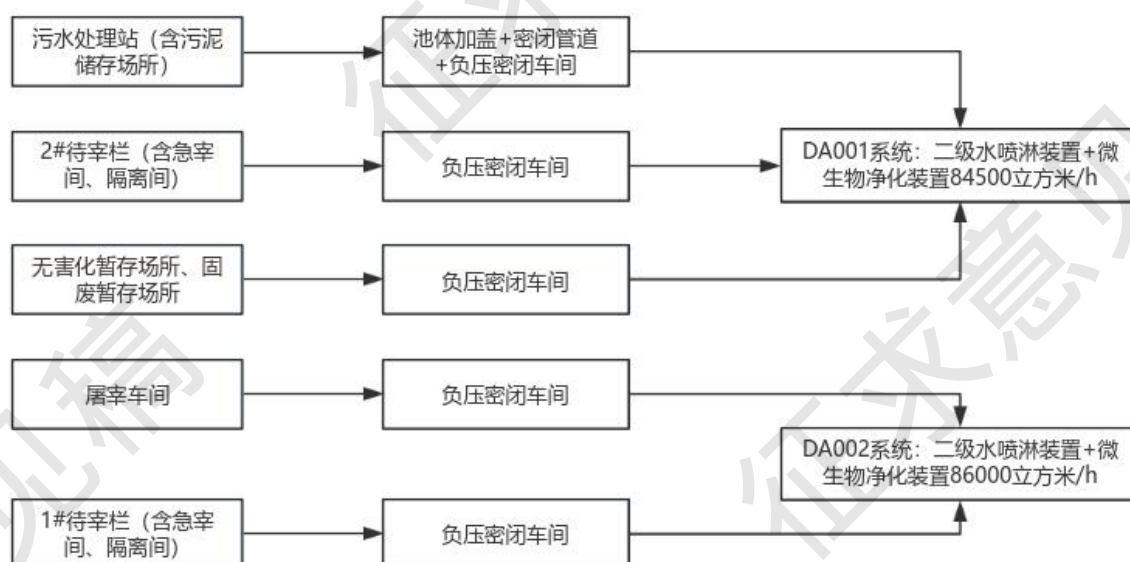 污水处理站（含污泥
储存场所）
池体加盖+密闭管道
+负压密闭车间
2#待宰栏（含急宰
间、隔离间）
负压密闭车间
DA001系统：二级水喷淋装置+微
生物净化装置84500立方米/h
无害化暂存场所、固
废暂存场所
负压密闭车间
屠宰车间
负压密闭车间
DA002系统：二级水喷淋装置+微
生物净化装置86000立方米/h
1#待宰栏（含急宰
间、隔离间）
负压密闭车间
征求意见
见稿
征